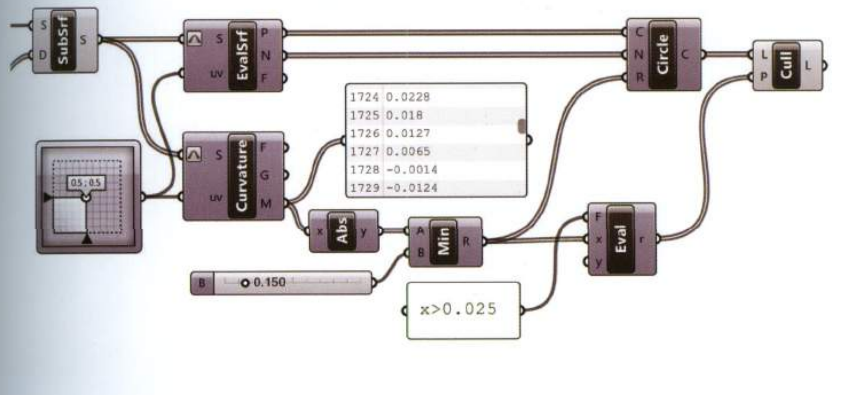 S
D
SubSrf
S
S
uv
EvalSrf
P
N
F
C
N
R
Circle
C
L
P
Cull
L
1724 0.0228
1725 0.018
1726 0.0127
1727 0.0065
1728 -0.0014
1729 -0.0124
S
uv
Curvature
F
G
M
0.5 ; 0.5
x
Abs
y
A
B
Min
R
F
x
y
Eval
r
B
0.150
x>0.025